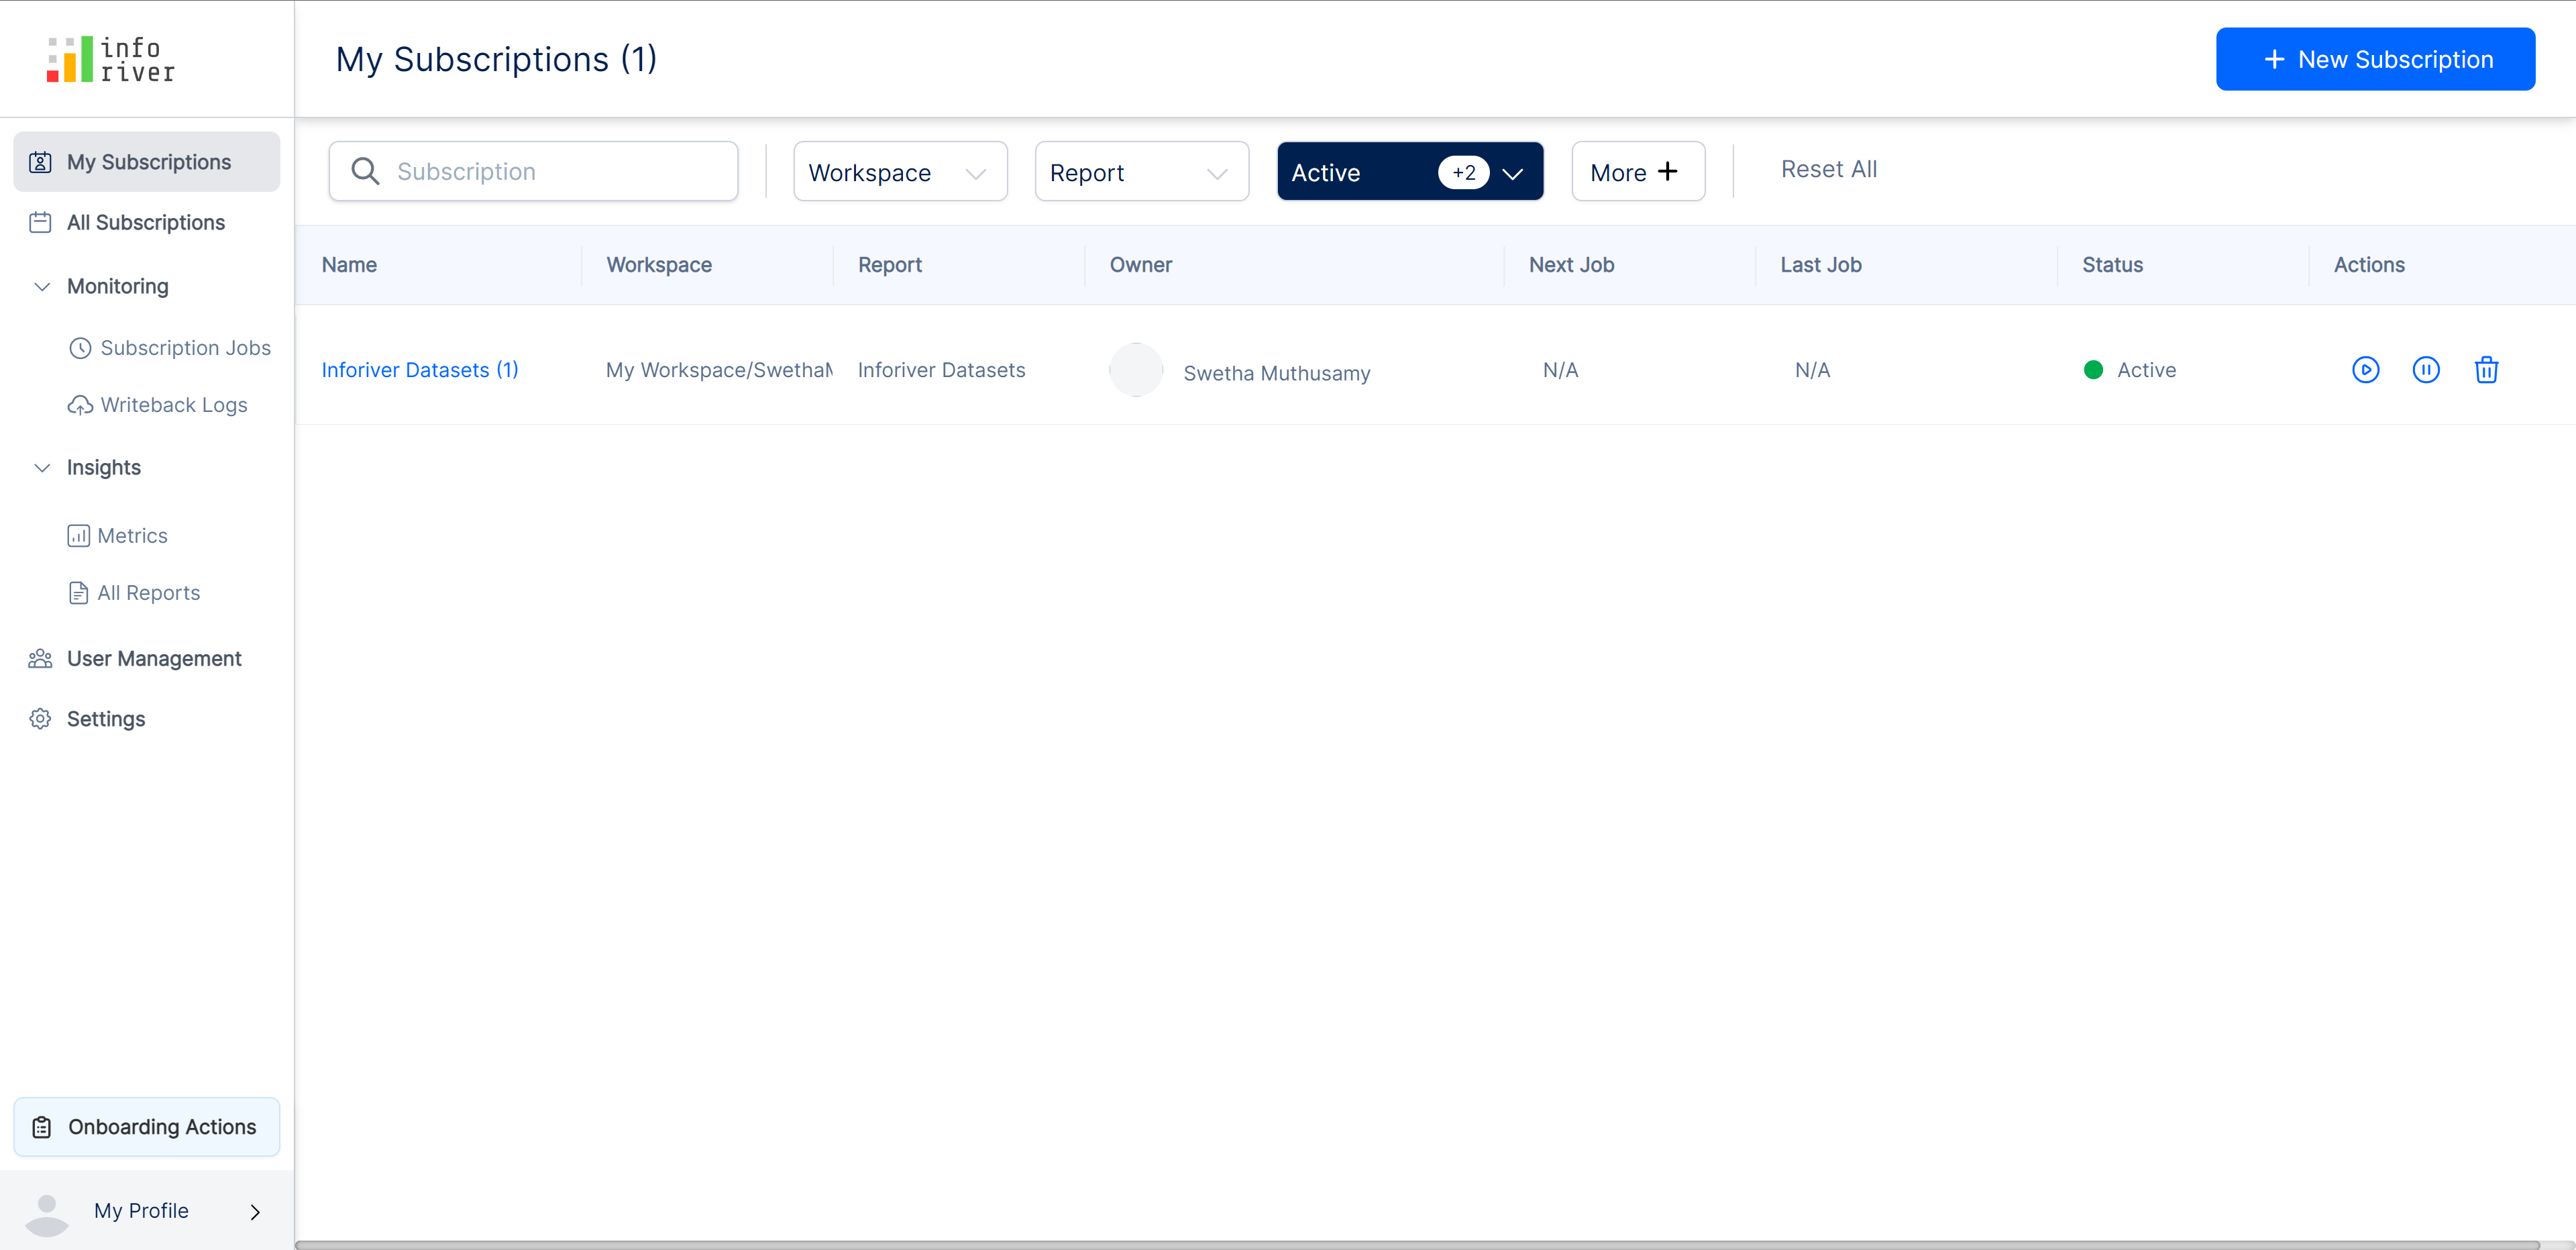 info
river
My Subscriptions (1)
+ New Subscription
My Subscriptions
All Subscriptions
Monitoring
Subscription Jobs
Writeback Logs
Insights
Metrics
All Reports
User Management
Settings
Onboarding Actions
My Profile
Subscription
Workspace
Report
Active +2
More +
Reset All
Name Workspace Report Owner Next Job Last Job Status Actions
Inforiver Datasets (1) My Workspace/Swetha Inforiver Datasets Swetha Muthusamy N/A N/A Active